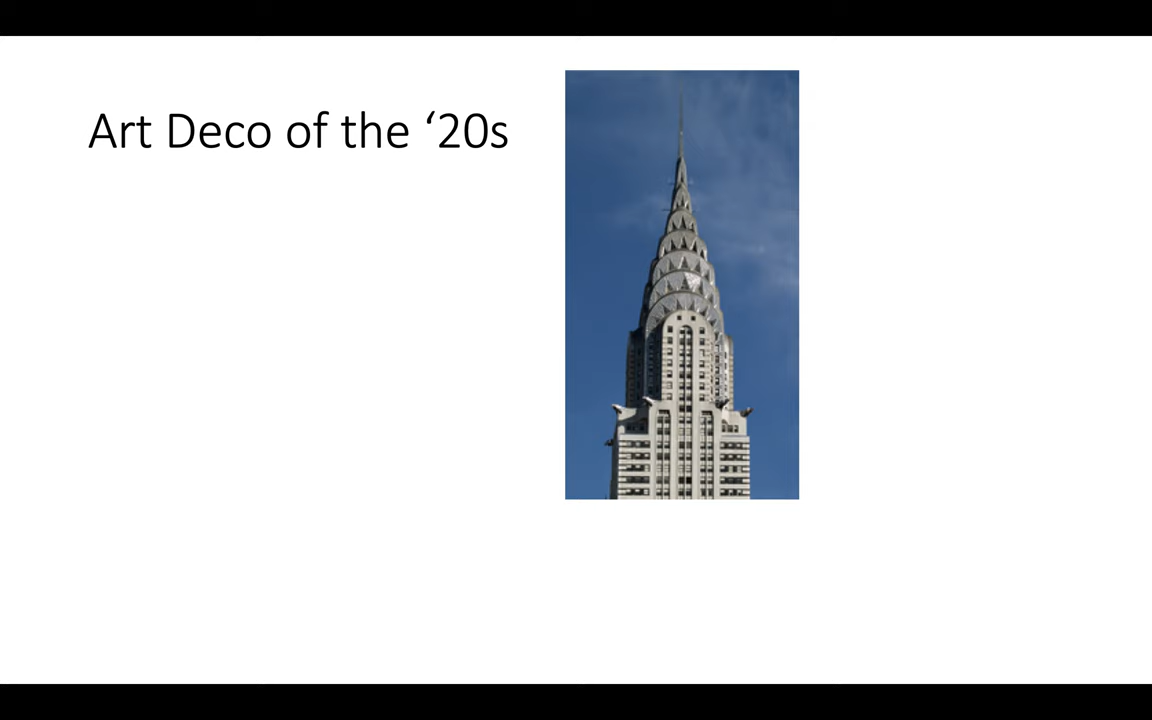 Art Deco of the ‘20s